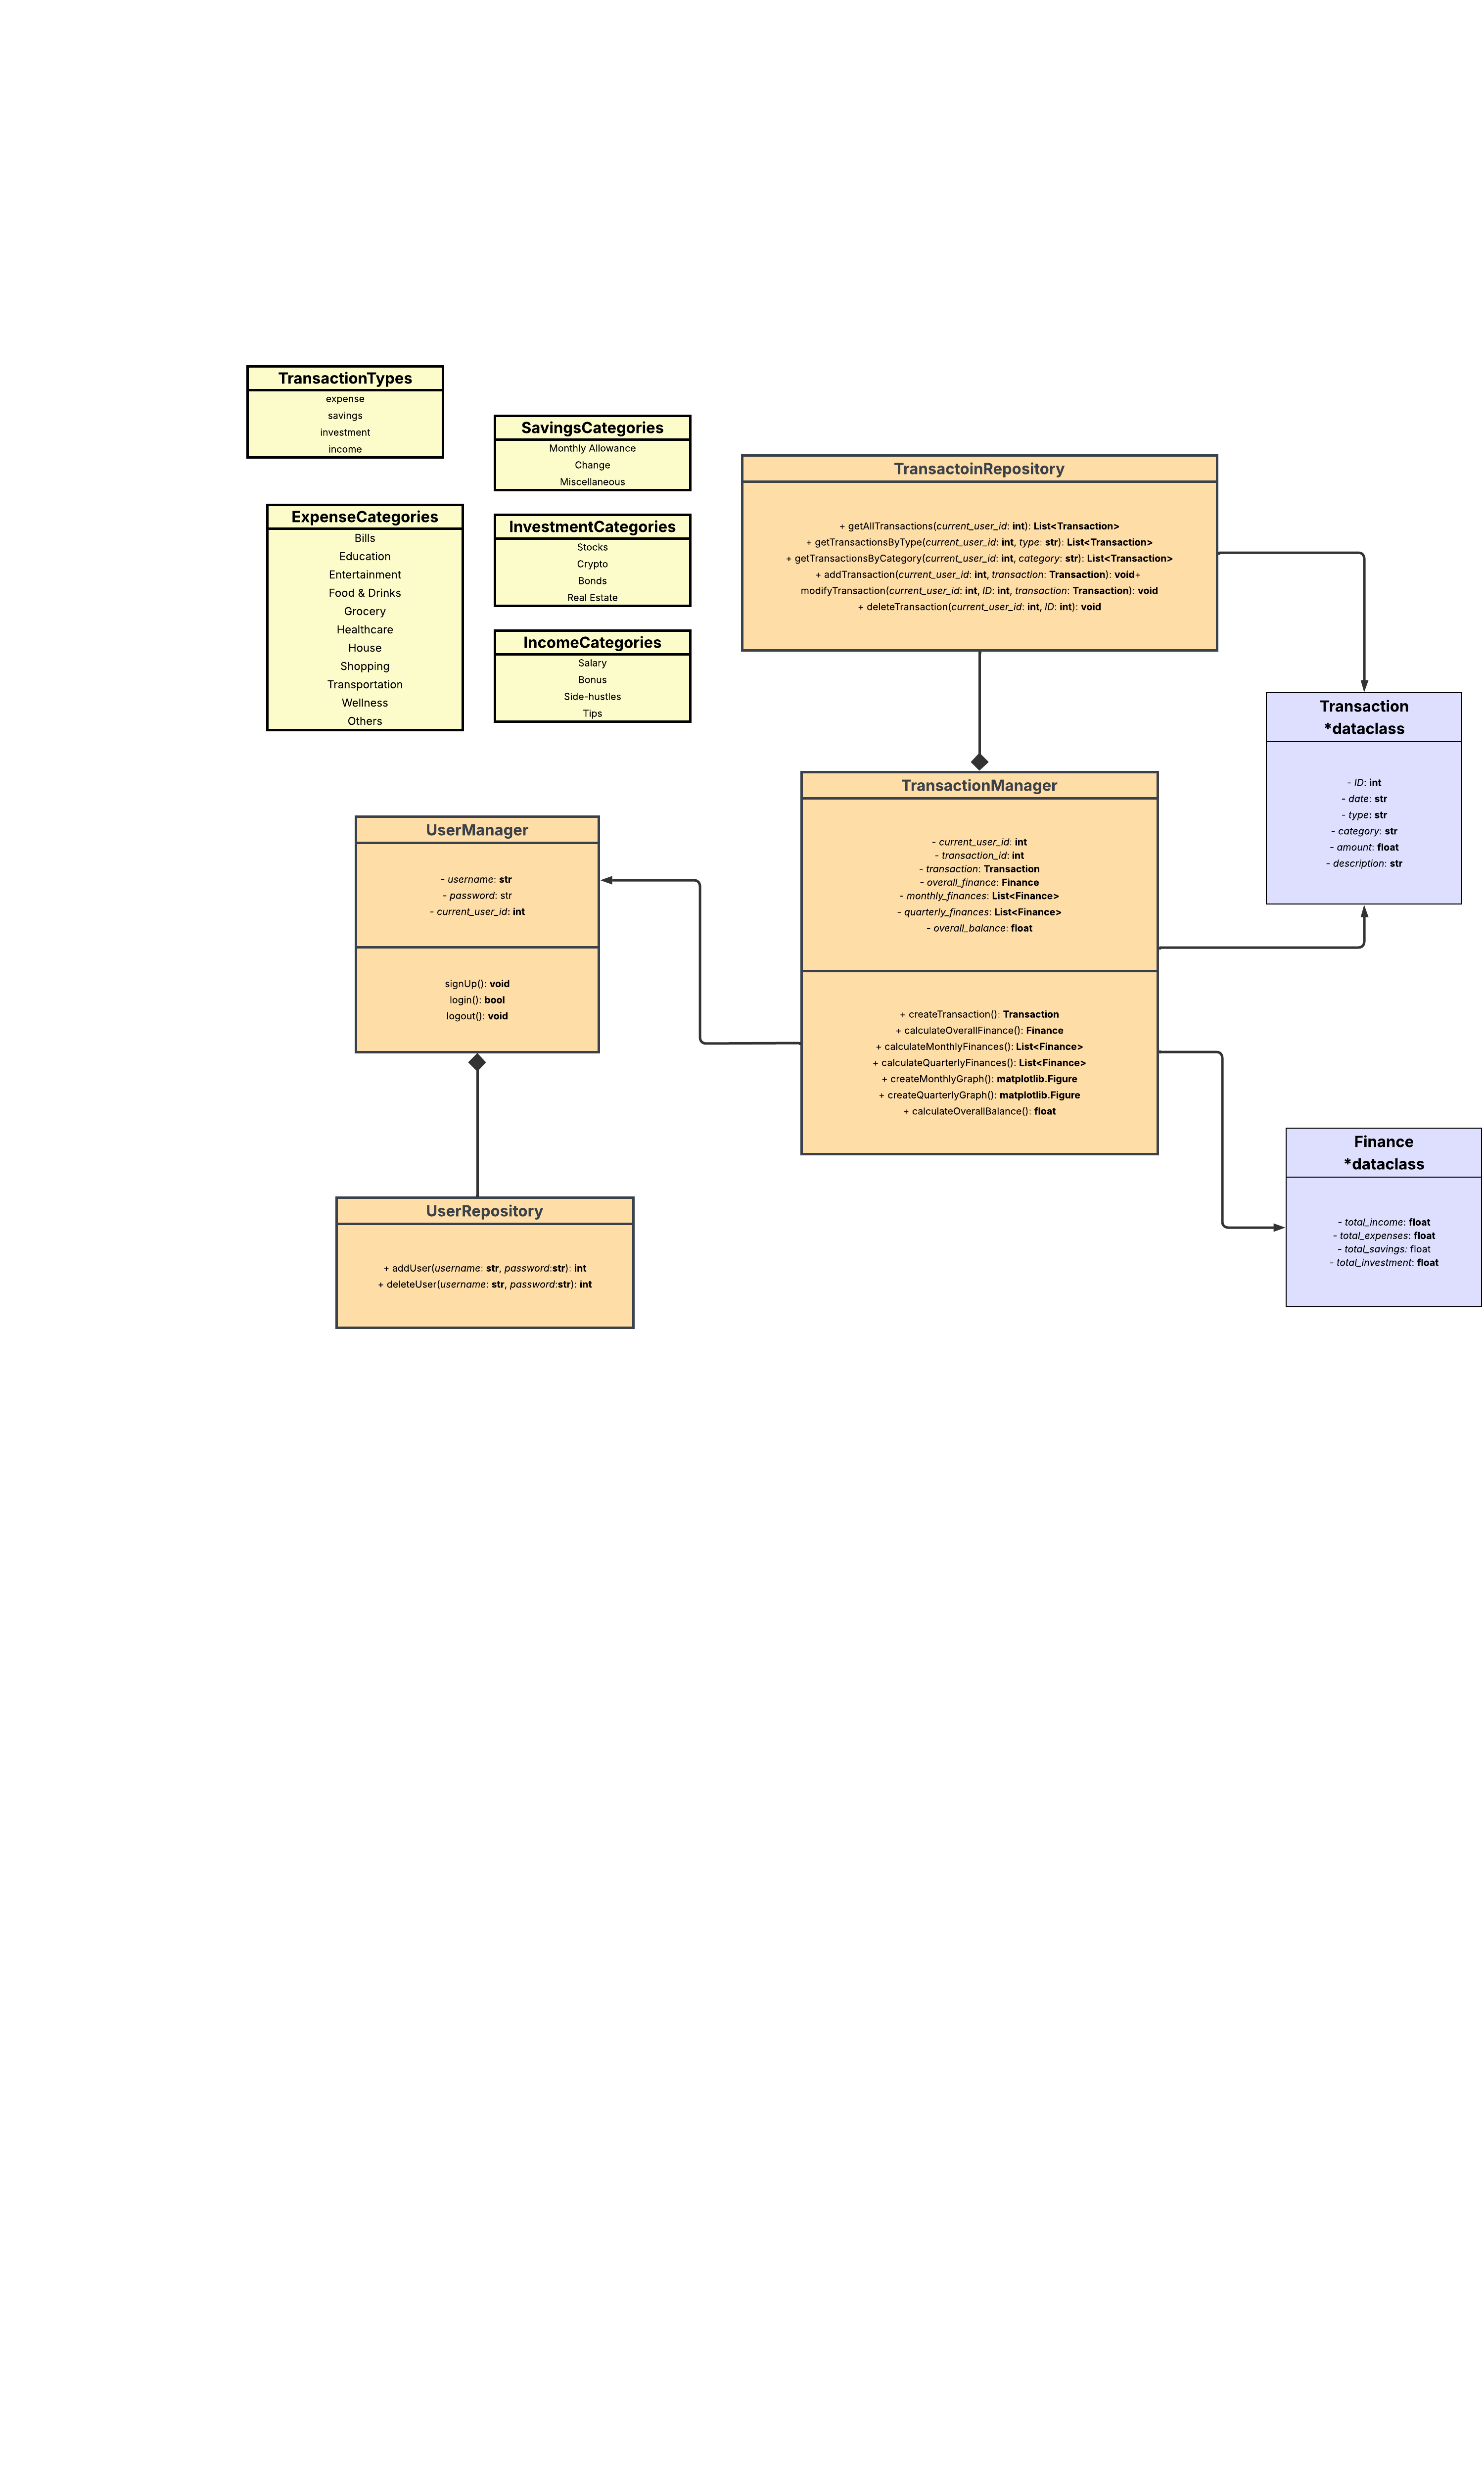 TransactionTypes
expense
savings
investment
income
SavingsCategories
Monthly Allowance
Change
Miscellaneous
ExpenseCategories
Bills
Education
Entertainment
Food & Drinks
Grocery
Healthcare
House
Shopping
Transportation
Wellness
Others
InvestmentCategories
Stocks
Crypto
Bonds
Real Estate
IncomeCategories
Salary
Bonus
Side-hustles
Tips
TransactoinRepository
+ getAllTransactions(current_user_id: int): List<Transaction>
+ getTransactionsByType(current_user_id: int, type: str): List<Transaction>
+ getTransactionsByCategory(current_user_id: int, category: str): List<Transaction>
+ addTransaction(current_user_id: int, transaction: Transaction): void+
modifyTransaction(current_user_id: int, ID: int, transaction: Transaction): void
+ deleteTransaction(current_user_id: int, ID: int): void
Transaction
*dataclass
- ID: int
- date: str
- type: str
- category: str
- amount: float
- description: str
TransactionManager
- current_user_id: int
- transaction_id: int
- transaction: Transaction
- overall_finance: Finance
- monthly_finances: List<Finance>
- quarterly_finances: List<Finance>
- overall_balance: float
+ createTransaction(): Transaction
+ calculateOverallFinance(): Finance
+ calculateMonthlyFinances(): List<Finance>
+ calculateQuarterlyFinances(): List<Finance>
+ createMonthlyGraph(): matplotlib.Figure
+ createQuarterlyGraph(): matplotlib.Figure
+ calculateOverallBalance(): float
UserManager
- username: str
- password: str
- current_user_id: int
signUp(): void
login(): bool
logout(): void
Finance
*dataclass
- total_income: float
- total_expenses: float
- total_savings: float
- total_investment: float
UserRepository
+ addUser(username: str, password:str): int
+ deleteUser(username: str, password:str): int